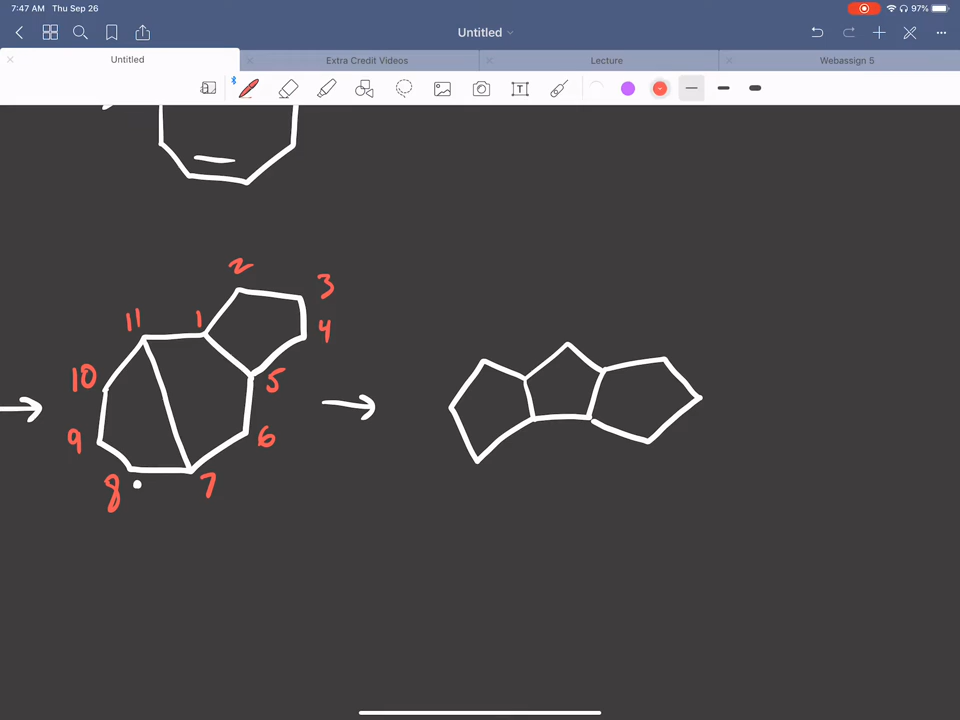 7:47 AM Thu Sep 26
97%
Untitled
Untitled
Extra Credit Videos
Lecture
Webassign 5
T
2
3
11
1
4
10
5
9
6
8
7